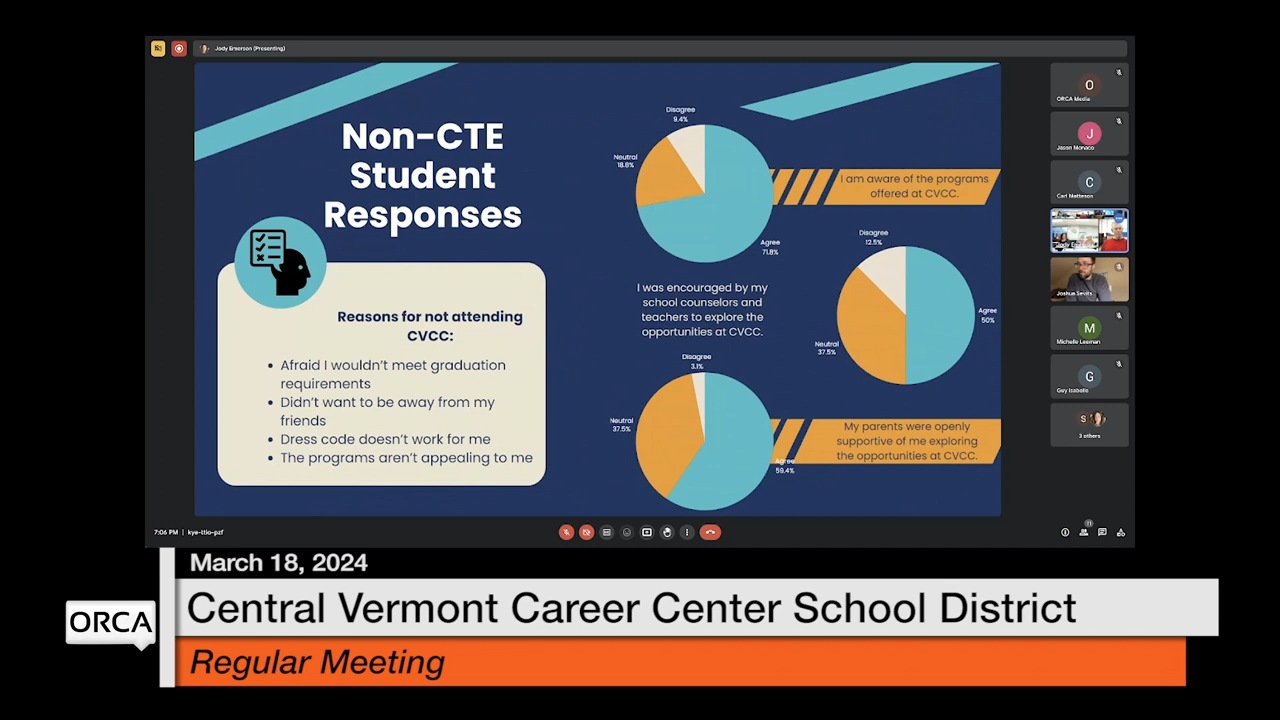 Jody Emerson (Presenting)
Non-CTE
Student
Responses
Reasons for not attending
CVCC:
• Afraid I wouldn't meet graduation
requirements
• Didn't want to be away from my
friends
• Dress code doesn't work for me
• The programs aren't appealing to me
Disagree
9.4%
Neutral
18.8%
Agree
71.8%
I am aware of the programs
offered at CVCC.
I was encouraged by my
school counselors and
teachers to explore the
opportunities at CVCC.
Disagree
12.5%
Agree
50%
Neutral
37.5%
Disagree
3.1%
Neutral
37.5%
Agree
59.4%
My parents were openly
supportive of me exploring
the opportunities at CVCC.
O
ORCA Media
J
Jason Monaco
C
Carl Matteson
Joshua Sevits
M
Michelle Leeman
G
Guy Isabelle
S
3 others
7:06 PM | kye-ttio-pzf
11
March 18, 2024
ORCA
Central Vermont Career Center School District
Regular Meeting